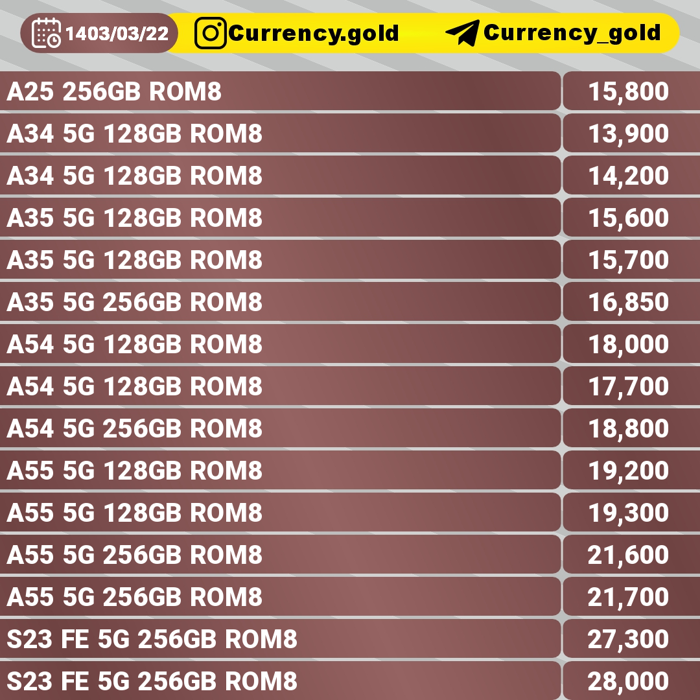 1403/03/22 Currency.gold Currency_gold
A25 256GB ROM8 15,800
A34 5G 128GB ROM8 13,900
A34 5G 128GB ROM8 14,200
A35 5G 128GB ROM8 15,600
A35 5G 128GB ROM8 15,700
A35 5G 256GB ROM8 16,850
A54 5G 128GB ROM8 18,000
A54 5G 128GB ROM8 17,700
A54 5G 256GB ROM8 18,800
A55 5G 128GB ROM8 19,200
A55 5G 128GB ROM8 19,300
A55 5G 256GB ROM8 21,600
A55 5G 256GB ROM8 21,700
S23 FE 5G 256GB ROM8 27,300
S23 FE 5G 256GB ROM8 28,000